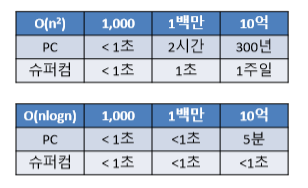 O(n²) 1,000 1백만 10억
PC < 1초 2시간 300년
슈퍼컴 < 1초 1초 1주일
O(nlogn) 1,000 1백만 10억
PC < 1초 <1초 5분
슈퍼컴 < 1초 <1초 <1초